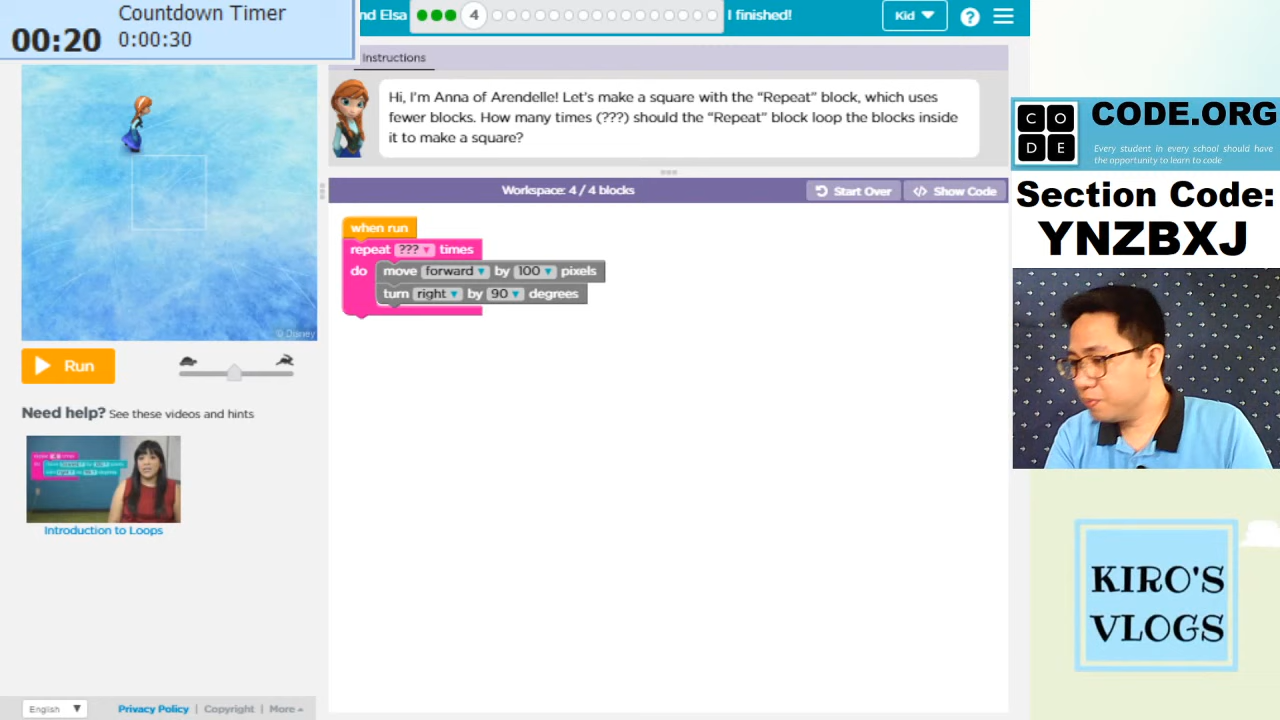 Countdown Timer
00:20
0:00:30
nd Elsa
4
I finished!
Kid
?
Instructions
Hi, I'm Anna of Arendelle! Let's make a square with the "Repeat" block, which uses
fewer blocks. How many times (???) should the "Repeat" block loop the blocks inside
it to make a square?
Workspace: 4 / 4 blocks
Start Over
</> Show Code
when run
repeat ??? times
do move forward by 100 pixels
turn right by 90 degrees
© Disney
Run
Need help? See these videos and hints
Introduction to Loops
English
Privacy Policy | Copyright | More
C O
D E
CODE.ORG
Every student in every school should have
the opportunity to learn to code
Section Code:
YNZBXJ
KIRO'S
VLOGS